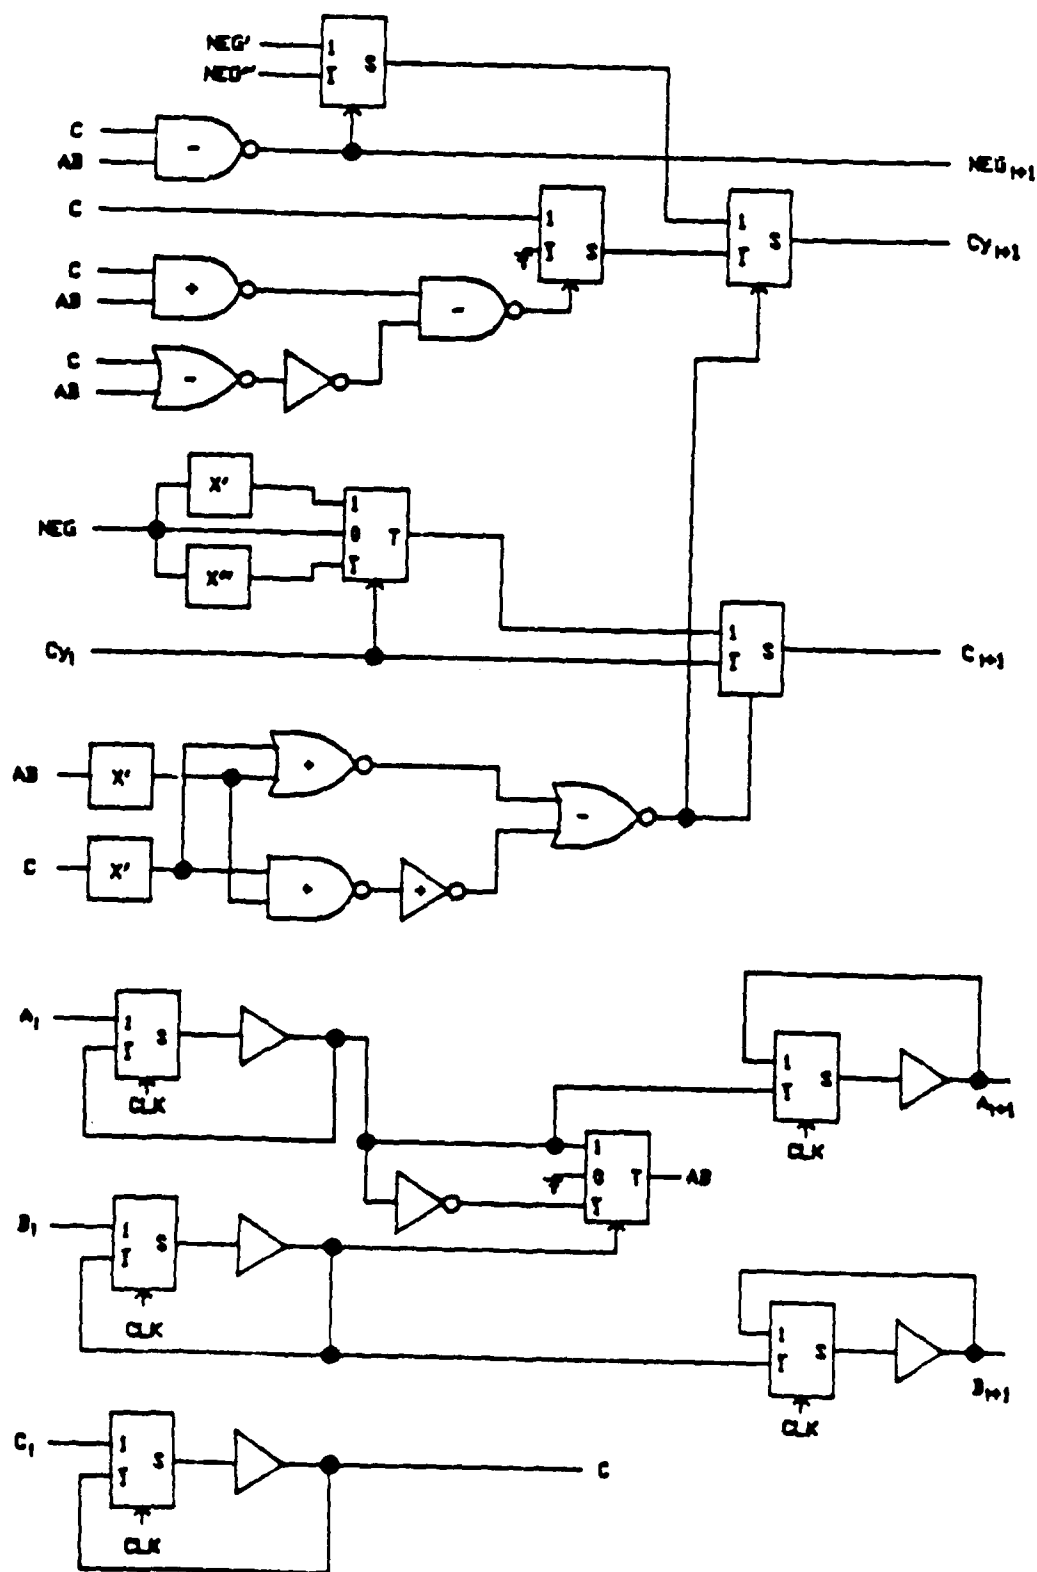 NEG'
NEG"
1
Ī
S
C
AB
-
NEG i+1
C
1
Ī
S
1
Ī
S
Cy i+1
C
AB
+
-
C
AB
-
X'
NEG
X"
1
0
Ī
T
Cy i
1
Ī
S
C i+1
AB
X'
+
-
C
X'
+
+
A i
1
Ī
S
CLK
1
Ī
S
CLK
A i+1
1
0
Ī
T
AB
B i
1
Ī
S
CLK
1
Ī
S
CLK
B i+1
C i
1
Ī
S
CLK
C